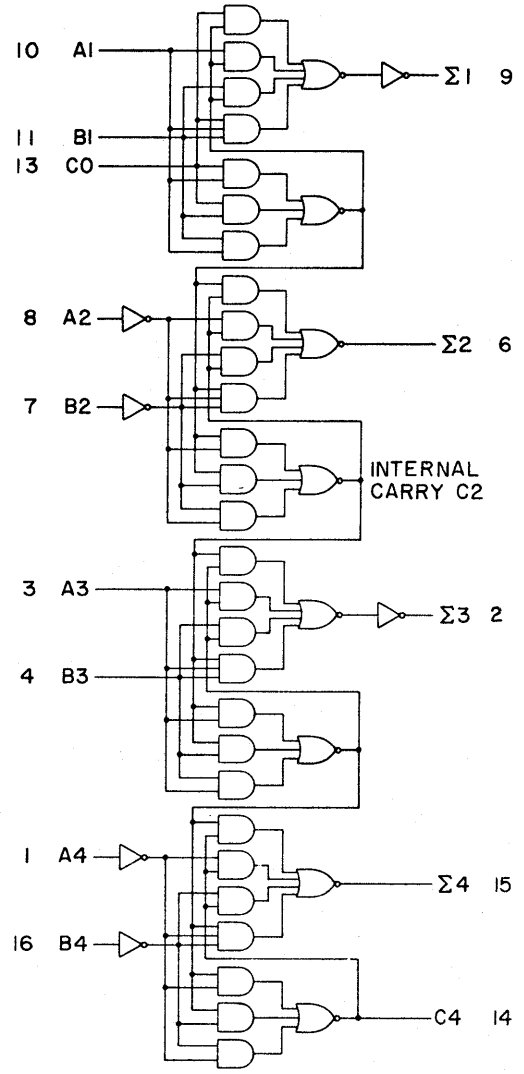 10 A1
Σ1 9
11 B1
13 C0
8 A2
Σ2 6
7 B2
INTERNAL
CARRY C2
3 A3
Σ3 2
4 B3
1 A4
Σ4 15
16 B4
C4 14